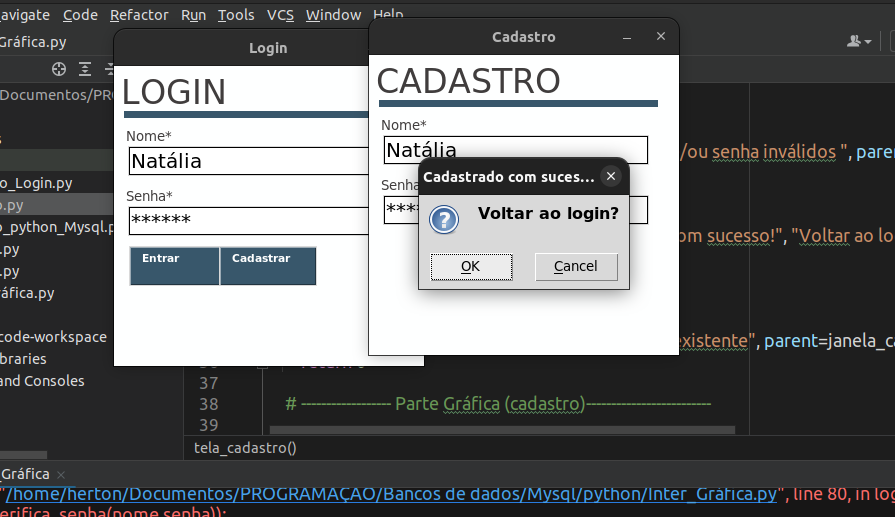 avigate Code Refactor Run Tools VCS Window Help
Gráfica.py
Documentos/PRO
o_Login.py
o.py
o_python_Mysql.p
.py
.py
ráfica.py
code-workspace
braries
and Consoles
Login
LOGIN
Nome*
Natália
Senha*
******
Entrar Cadastrar
Cadastro
CADASTRO
Nome*
Natália
Senha
***
Cadastrado com suces...
Voltar ao login?
OK Cancel
/ou senha inválidos ", paren
om sucesso!", "Voltar ao lo
existente", parent=janela_ca
37
38 # ------------------ Parte Gráfica (cadastro)-------------------------
39
tela_cadastro()
_Gráfica
"/home/herton/Documentos/PROGRAMAÇAO/Bancos de dados/Mysql/python/Inter_Gráfica.py", line 80, in log
erifica_senha(nome,senha)):